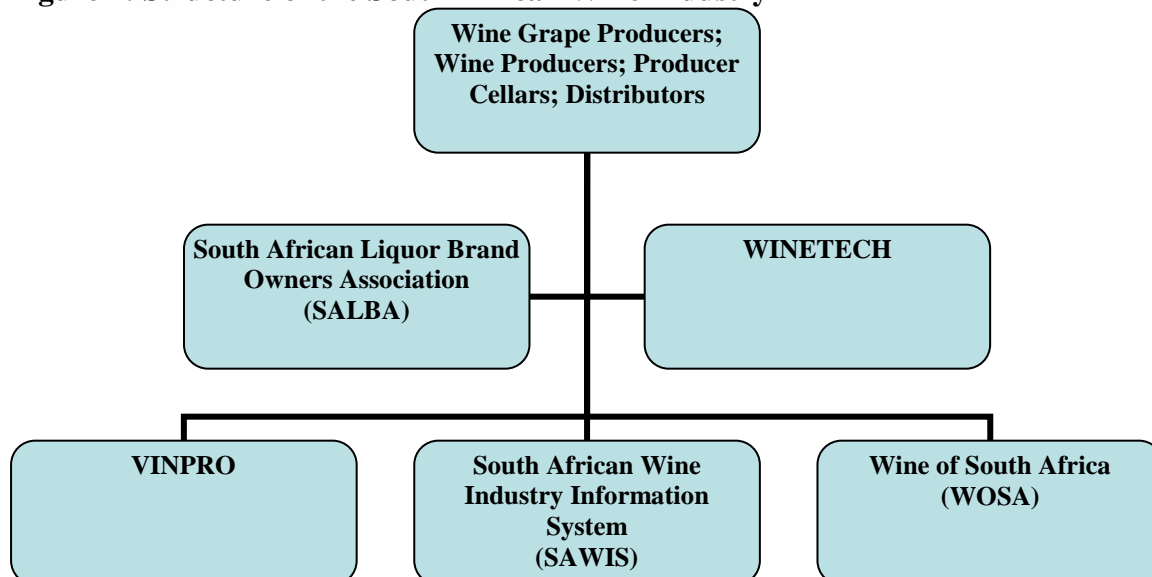 Wine Grape Producers;
Wine Producers; Producer
Cellars; Distributors
South African Liquor Brand
Owners Association
(SALBA)
WINETECH
VINPRO
South African Wine
Industry Information
System
(SAWIS)
Wine of South Africa
(WOSA)